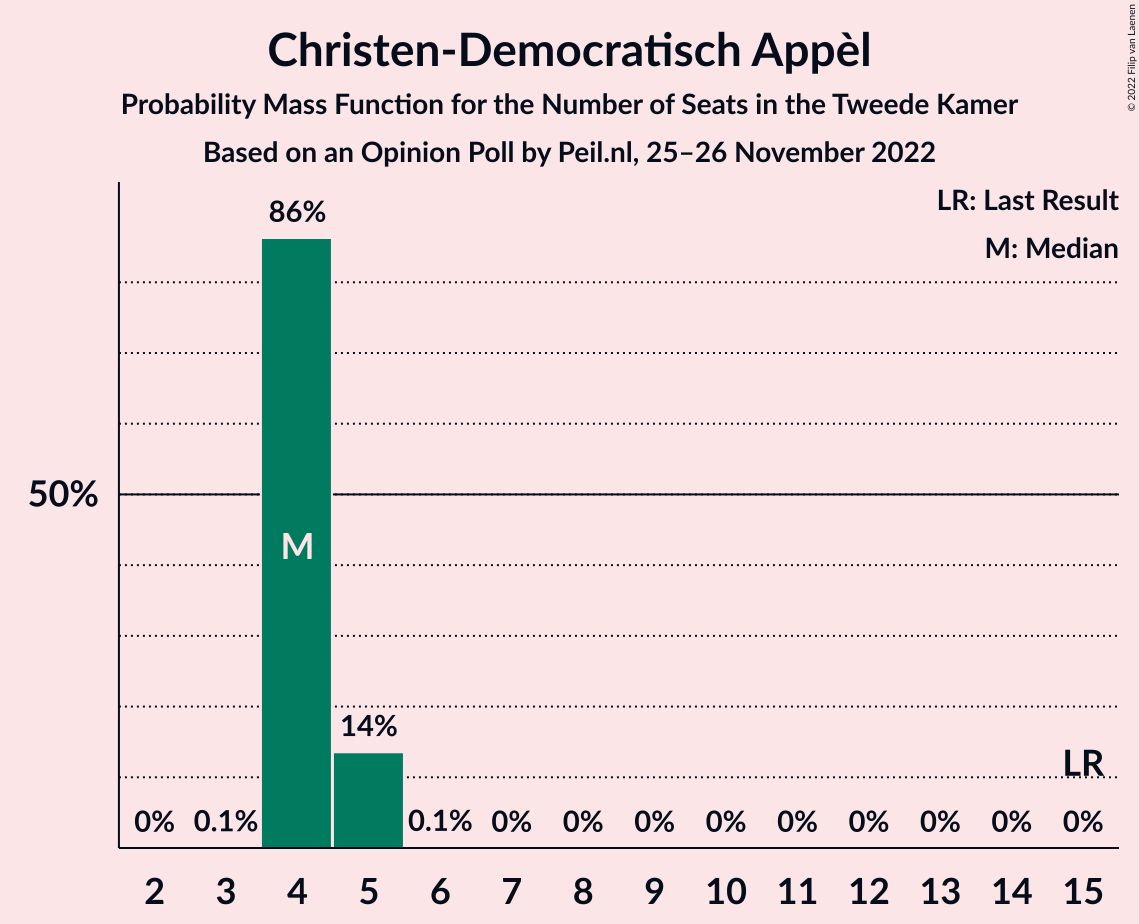 Christen-Democratisch Appèl
Probability Mass Function for the Number of Seats in the Tweede Kamer
Based on an Opinion Poll by Peil.nl, 25–26 November 2022
© 2022 Filip van Laenen
LR: Last Result
M: Median
86%
50%
M
14%
LR
0% 0.1% 0.1% 0% 0% 0% 0% 0% 0% 0% 0% 0%
2 3 4 5 6 7 8 9 10 11 12 13 14 15